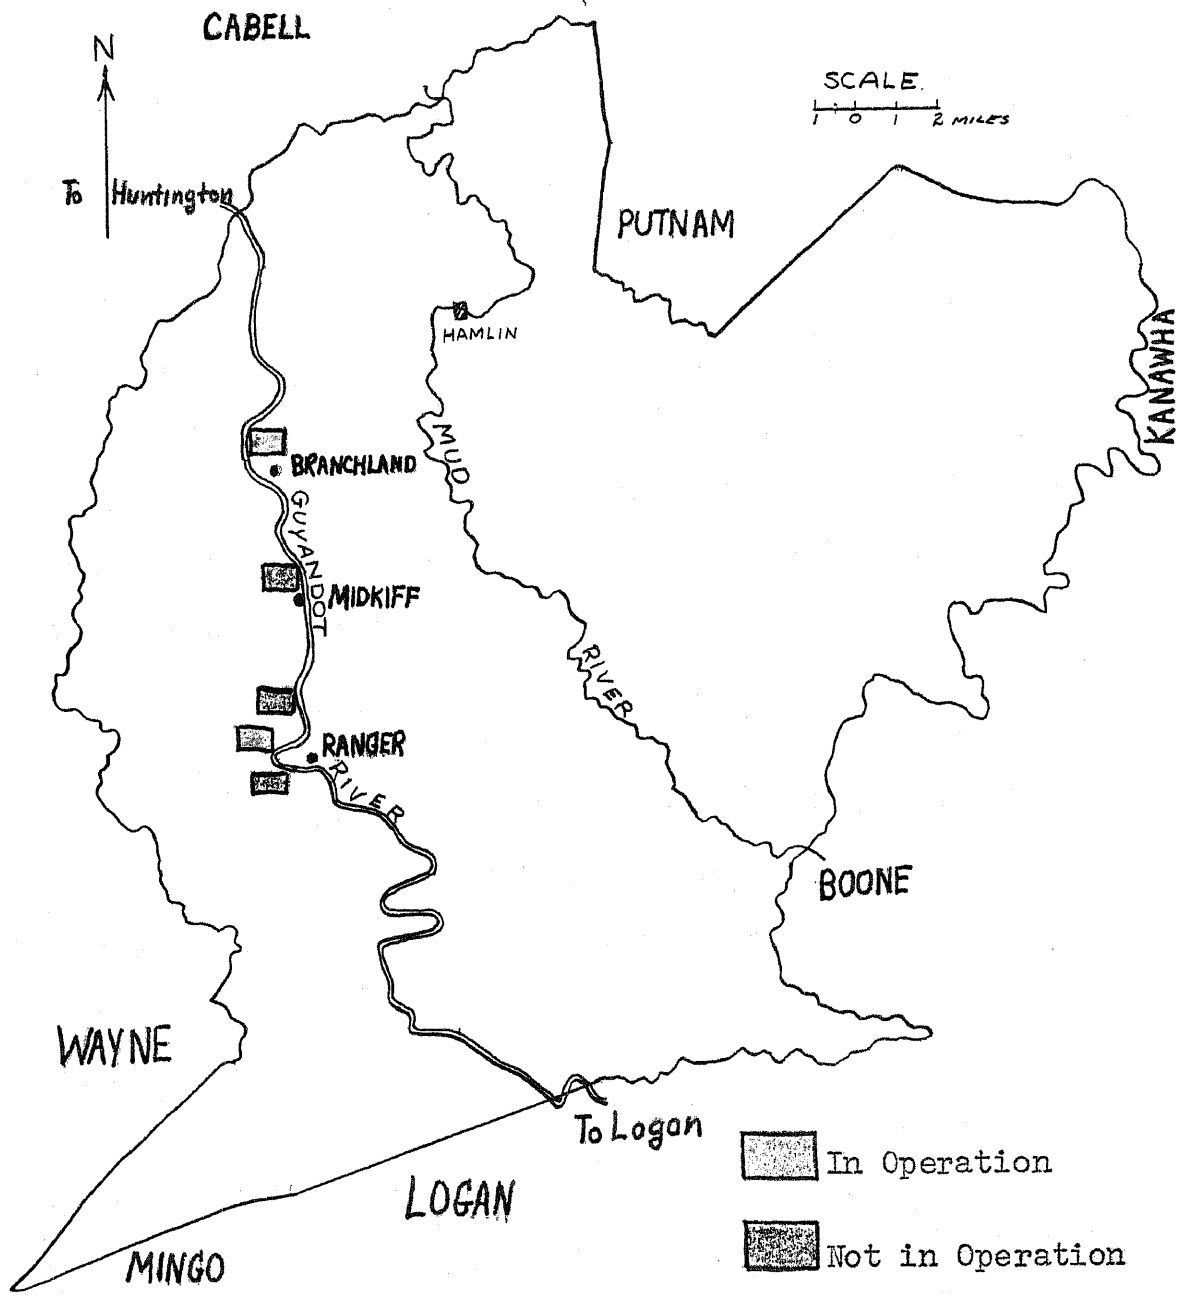 CABELL
N
SCALE.
1 0 1 2 MILES
To Huntington
PUTNAM
KANAWHA
HAMLIN
MUD
BRANCHLAND
GUYANDOT
MIDKIFF
RIVER
RANGER
RIVER
BOONE
WAYNE
To Logan
In Operation
LOGAN
Not in Operation
MINGO